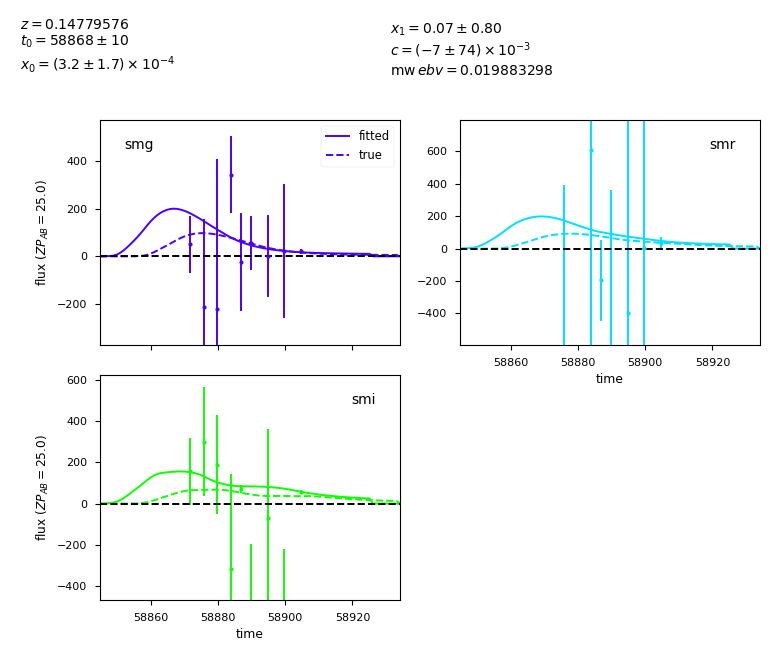 z = 0.14779576
t₀ = 58868 ± 10
x₀ = (3.2 ± 1.7) × 10⁻⁴
x₁ = 0.07 ± 0.80
c = (−7 ± 74) × 10⁻³
mw ebv = 0.019883298
smg
fitted
true
flux (ZP_AB = 25.0)
400
200
0
−200
smr
600
400
200
0
−200
−400
58860 58880 58900 58920
time
smi
flux (ZP_AB = 25.0)
600
400
200
0
−200
−400
58860 58880 58900 58920
time